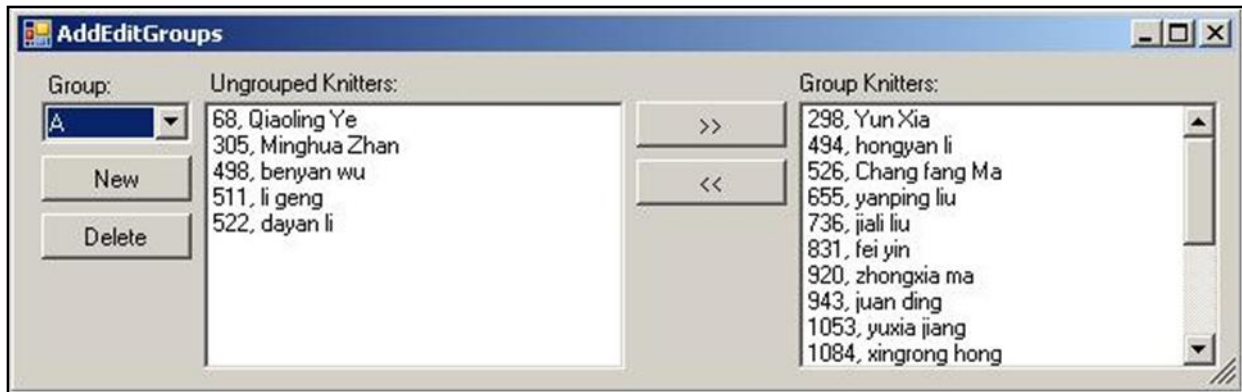 AddEditGroups
Group:
A
New
Delete
Ungrouped Knitters:
68, Qiaoling Ye
305, Minghua Zhan
498, benyan wu
511, li geng
522, dayan li
>>
<<
Group Knitters:
298, Yun Xia
494, hongyan li
526, Chang fang Ma
655, yanping liu
736, jiali liu
831, fei yin
920, zhongxia ma
943, juan ding
1053, yuxia jiang
1084, xingrong hong